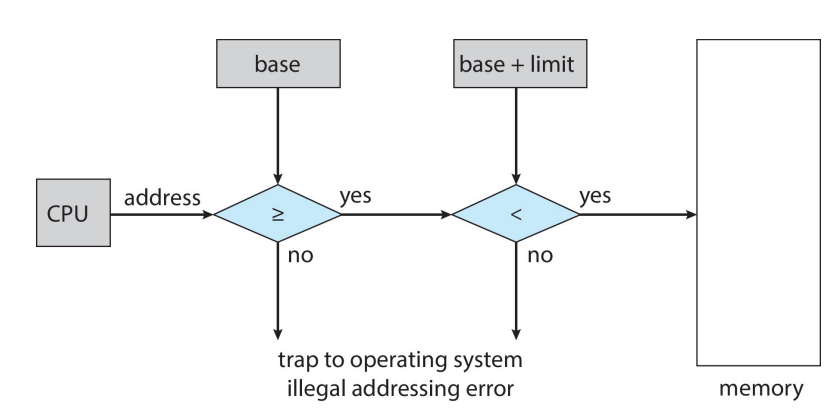 base
base + limit
CPU
address
≥
yes
<
yes
no
no
trap to operating system
illegal addressing error
memory